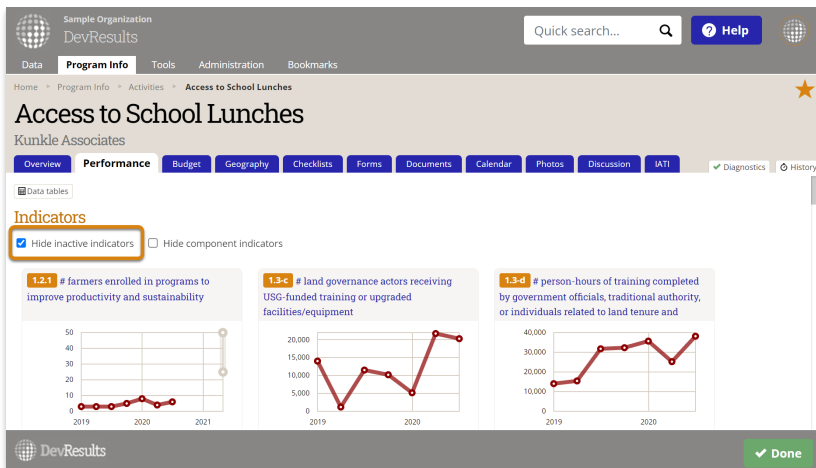 Sample Organization
DevResults
Quick search...
Help
Data Program Info Tools Administration Bookmarks
Home Program Info Activities Access to School Lunches
Access to School Lunches
Kunkle Associates
Overview Performance Budget Geography Checklists Forms Documents Calendar Photos Discussion IATI Diagnostics History
Data tables
Indicators
Hide inactive indicators Hide component indicators
1.2.1 # farmers enrolled in programs to
improve productivity and sustainability
50
40
30
20
10
0
2019 2020 2021
1.3-c # land governance actors receiving
USG-funded training or upgraded
facilities/equipment
20,000
15,000
10,000
5,000
0
2019 2020
1.3-d # person-hours of training completed
by government officials, traditional authority,
or individuals related to land tenure and
40,000
30,000
20,000
10,000
0
2019 2020
DevResults
Done